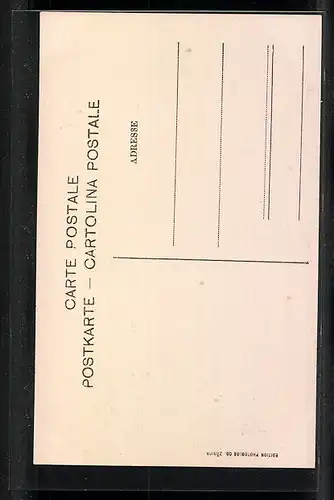 CARTE POSTALE
POSTKARTE — CARTOLINA POSTALE
ADRESSE
EDITION PHOTOGLOB CO. ZÜRICH